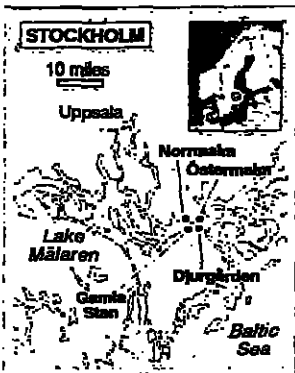 STOCKHOLM
10 miles
Uppsala
Östermalm
Lake
Mälaren
Djurgården
Gamla
Stan
Baltic
Sea